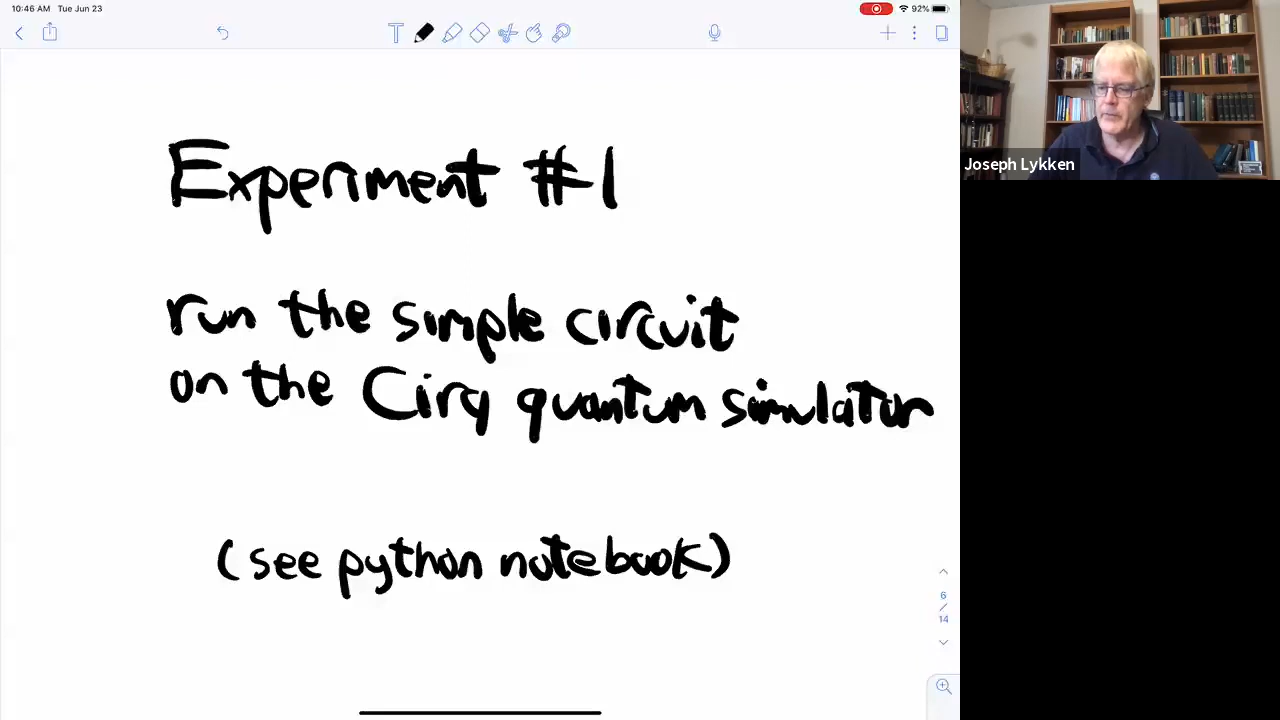 10:46 AM Tue Jun 23
92%
T
Experiment #1
run the simple circuit
on the Cirq quantum simulator
(see python notebook)
6
/
14
Joseph Lykken